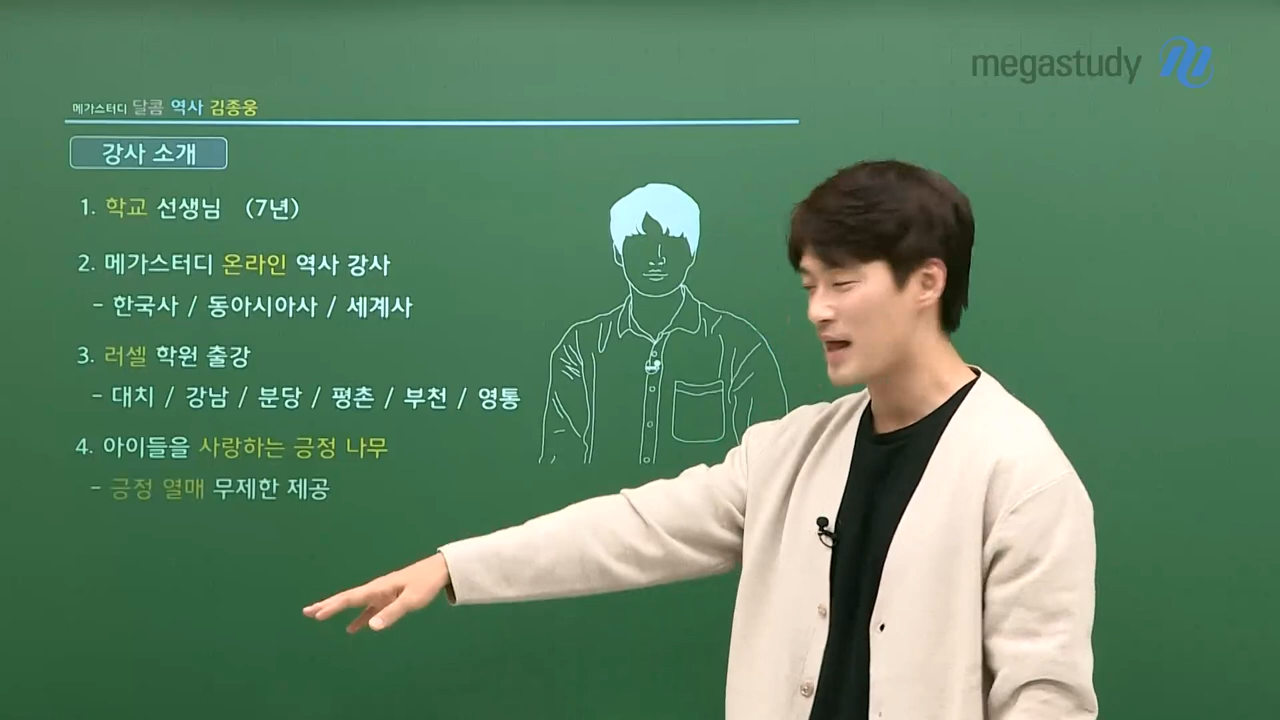 megastudy
메가스터디 달콤 역사 김종웅
강사 소개
1. 학교 선생님 (7년)
2. 메가스터디 온라인 역사 강사
- 한국사 / 동아시아사 / 세계사
3. 러셀 학원 출강
- 대치 / 강남 / 분당 / 평촌 / 부천 / 영통
4. 아이들을 사랑하는 긍정 나무
- 긍정 열매 무제한 제공